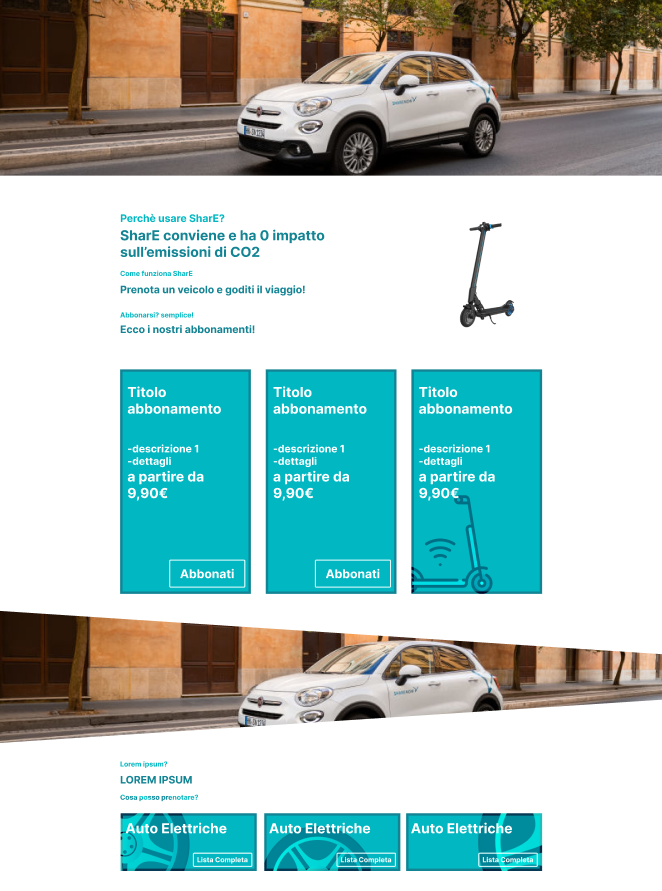 Perchè usare SharE?
SharE conviene e ha 0 impatto
sull'emissioni di CO2
Come funziona SharE
Prenota un veicolo e goditi il viaggio!
Abbonarsi? semplice!
Ecco i nostri abbonamenti!
Titolo
abbonamento
-descrizione 1
-dettagli
a partire da
9,90€
Abbonati
Titolo
abbonamento
-descrizione 1
-dettagli
a partire da
9,90€
Abbonati
Titolo
abbonamento
-descrizione 1
-dettagli
a partire da
9,90€
Lorem ipsum?
LOREM IPSUM
Cosa posso prenotare?
Auto Elettriche
Lista Completa
Auto Elettriche
Lista Completa
Auto Elettriche
Lista Completa